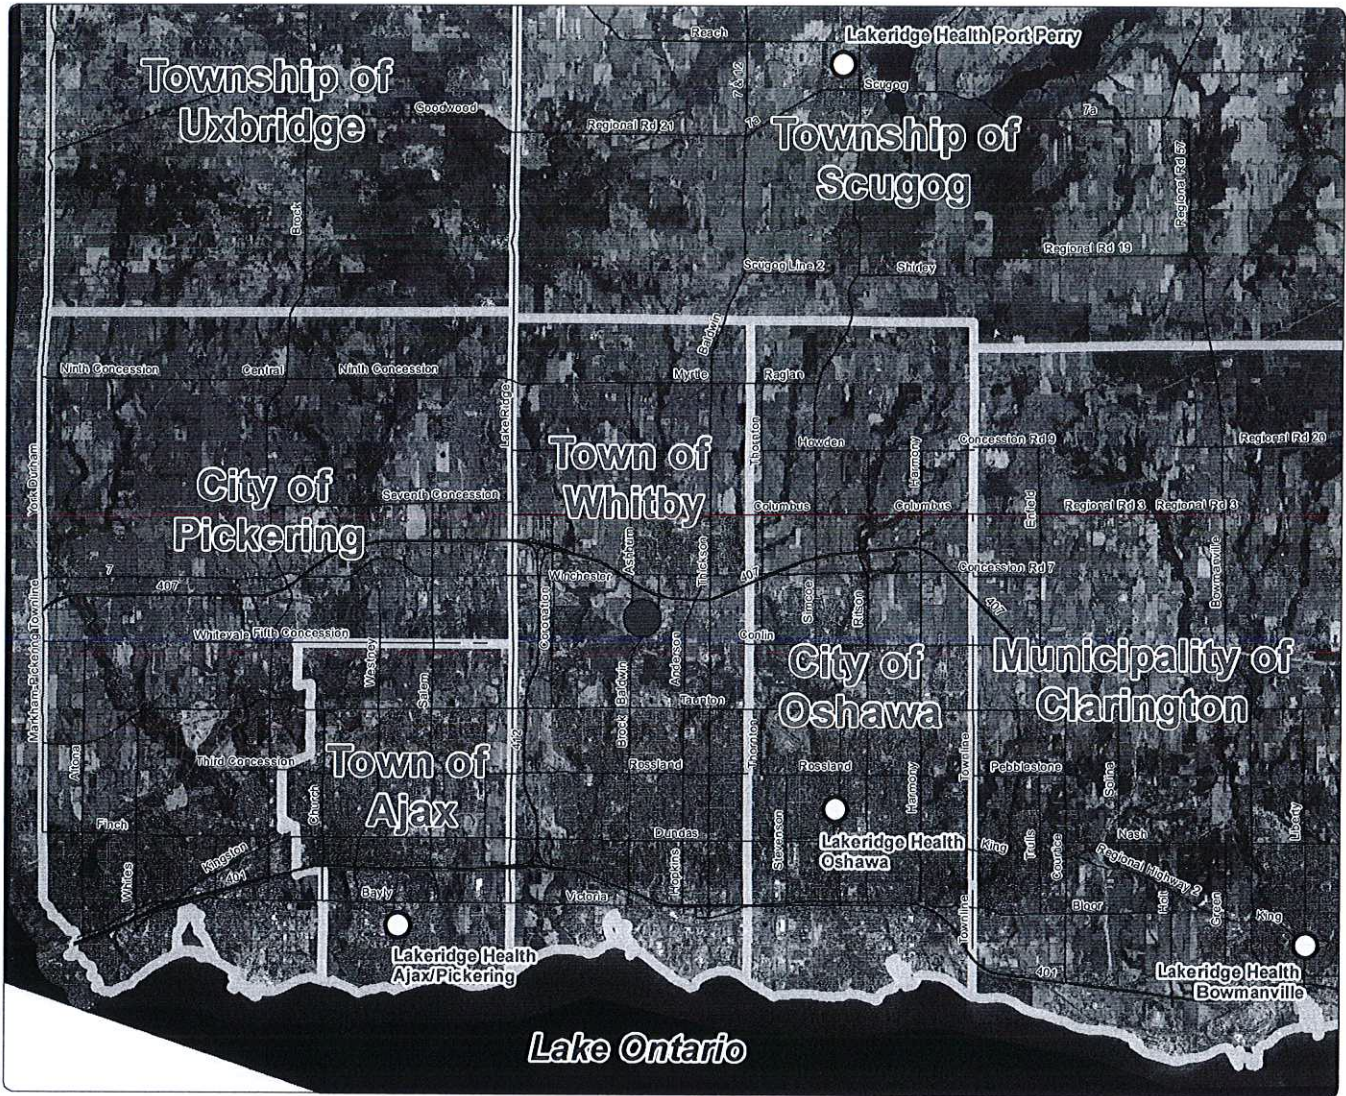 Reach
Lakeridge Health Port Perry
Township of
Uxbridge
Goodwood
7 & 12
Scugog
Regional Rd 21
7a
7a
Township of
Scugog
Regional Rd 57
Brock
Regional Rd 19
Scugog Line 2
Shirley
Baldwin
Ninth Concession
Central
Ninth Concession
Myrtle
Raglan
Lake Ridge
York Durham
Thornton
Howden
Harmony
Concession Rd 9
Regional Rd 20
Town of
Whitby
City of
Pickering
Seventh Concession
Columbus
Columbus
Enfield
Regional Rd 3
Regional Rd 3
Ashburn
Thickson
Winchester
407
7
407
Concession Rd 7
407
Bowmanville
Simcoe
Ritson
Coronation
Markham-Pickering Townline
Whitevale
Fifth Concession
Westney
Salem
Anderson
Conlin
City of
Oshawa
Municipality of
Clarington
Brock
Baldwin
Taunton
412
Thornton
Altona
Third Concession
Town of
Ajax
Church
Rossland
Rossland
Harmony
Townline
Pebblestone
Solina
Liberty
Finch
Kingston
Whites
401
Dundas
Stevenson
Lakeridge Health
Oshawa
King
Trulls
Courtice
Nash
Regional Highway 2
Hopkins
Bayly
Victoria
Bloor
Holt
Green
King
Townline
Lakeridge Health
Ajax/Pickering
401
Lakeridge Health
Bowmanville
Lake Ontario